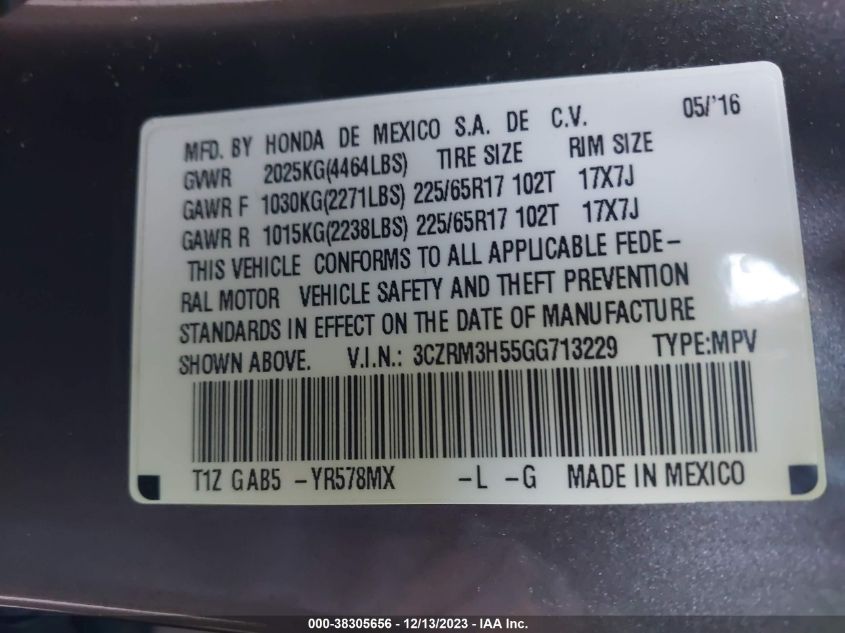 MFD. BY HONDA DE MEXICO S.A. DE C.V. 05/'16
GVWR 2025KG(4464LBS) TIRE SIZE RIM SIZE
GAWR F 1030KG(2271LBS) 225/65R17 102T 17X7J
GAWR R 1015KG(2238LBS) 225/65R17 102T 17X7J
THIS VEHICLE CONFORMS TO ALL APPLICABLE FEDE-
RAL MOTOR VEHICLE SAFETY AND THEFT PREVENTION
STANDARDS IN EFFECT ON THE DATE OF MANUFACTURE
SHOWN ABOVE. V.I.N.: 3CZRM3H55GG713229 TYPE:MPV
T1Z GAB5 -YR578MX -L -G MADE IN MEXICO
000-38305656 - 12/13/2023 - IAA Inc.